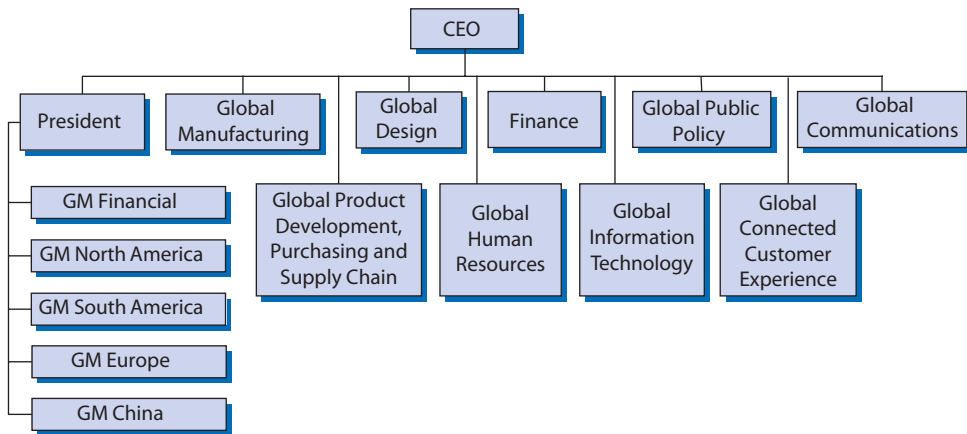 CEO
President
Global
Manufacturing
Global
Design
Finance
Global Public
Policy
Global
Communications
GM Financial
GM North America
GM South America
GM Europe
GM China
Global Product
Development,
Purchasing and
Supply Chain
Global
Human
Resources
Global
Information
Technology
Global
Connected
Customer
Experience